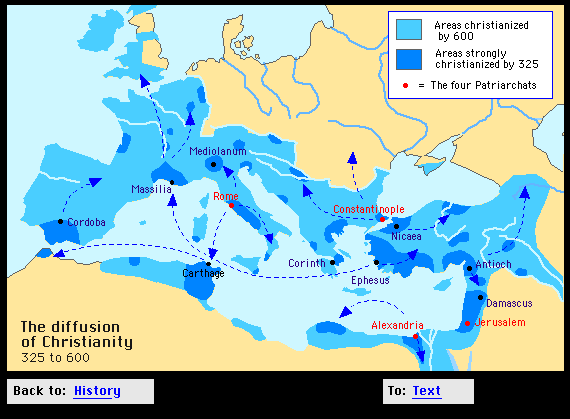 Areas christianized
by 600
Areas strongly
christianized by 325
= The four Patriarchats
Mediolanum
Massilia
Rome
Constantinople
Cordoba
Nicaea
Carthage
Corinth
Antioch
Ephesus
Damascus
Alexandria
Jerusalem
The diffusion
of Christianity
325 to 600
Back to: History
To: Text